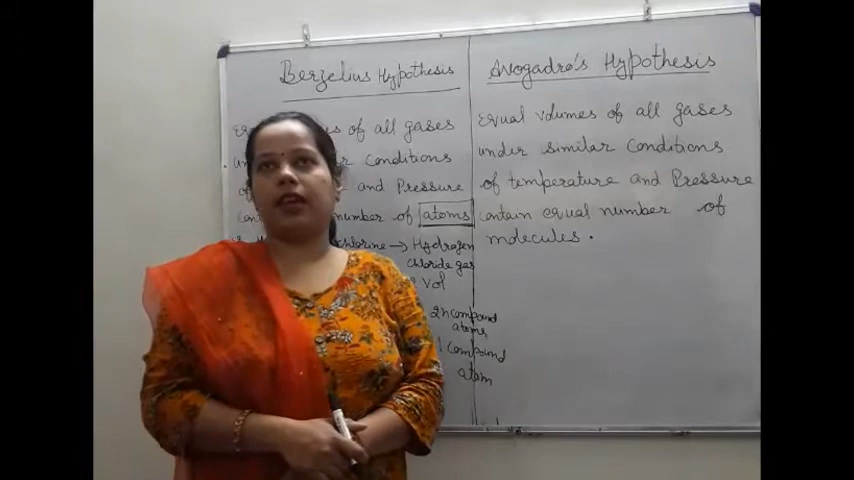 Berzelius Hypothesis
of all gases
conditions
and Pressure
number of atoms
chlorine → Hydrogen
chloride gas
Vol
2n compound
atoms
1 compound
atom
Avogadro's Hypothesis
equal volumes of all gases
under similar conditions
of temperature and Pressure
contain equal number of
molecules.